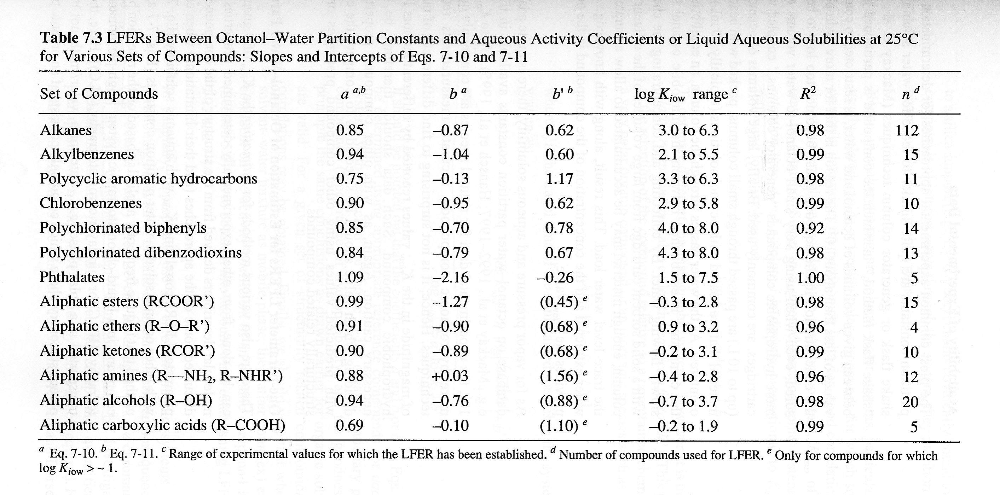 Table 7.3 LFERs Between Octanol–Water Partition Constants and Aqueous Activity Coefficients or Liquid Aqueous Solubilities at 25°C
for Various Sets of Compounds: Slopes and Intercepts of Eqs. 7-10 and 7-11
Set of Compounds a a,b b a b' b log Kiow range c R² n d
Alkanes 0.85 –0.87 0.62 3.0 to 6.3 0.98 112
Alkylbenzenes 0.94 –1.04 0.60 2.1 to 5.5 0.99 15
Polycyclic aromatic hydrocarbons 0.75 –0.13 1.17 3.3 to 6.3 0.98 11
Chlorobenzenes 0.90 –0.95 0.62 2.9 to 5.8 0.99 10
Polychlorinated biphenyls 0.85 –0.70 0.78 4.0 to 8.0 0.92 14
Polychlorinated dibenzodioxins 0.84 –0.79 0.67 4.3 to 8.0 0.98 13
Phthalates 1.09 –2.16 –0.26 1.5 to 7.5 1.00 5
Aliphatic esters (RCOOR’) 0.99 –1.27 (0.45) e –0.3 to 2.8 0.98 15
Aliphatic ethers (R–O–R’) 0.91 –0.90 (0.68) e 0.9 to 3.2 0.96 4
Aliphatic ketones (RCOR’) 0.90 –0.89 (0.68) e –0.2 to 3.1 0.99 10
Aliphatic amines (R—NH₂, R–NHR’) 0.88 +0.03 (1.56) e –0.4 to 2.8 0.96 12
Aliphatic alcohols (R–OH) 0.94 –0.76 (0.88) e –0.7 to 3.7 0.98 20
Aliphatic carboxylic acids (R–COOH) 0.69 –0.10 (1.10) e –0.2 to 1.9 0.99 5
a Eq. 7-10. b Eq. 7-11. c Range of experimental values for which the LFER has been established. d Number of compounds used for LFER. e Only for compounds for which
log Kiow > ~ 1.